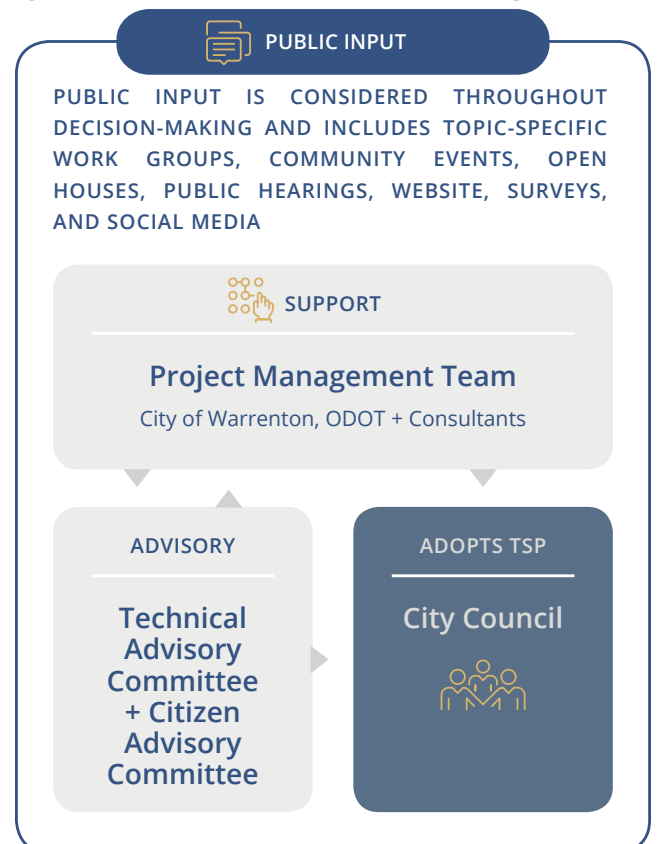 PUBLIC INPUT
PUBLIC INPUT IS CONSIDERED THROUGHOUT
DECISION-MAKING AND INCLUDES TOPIC-SPECIFIC
WORK GROUPS, COMMUNITY EVENTS, OPEN
HOUSES, PUBLIC HEARINGS, WEBSITE, SURVEYS,
AND SOCIAL MEDIA
SUPPORT
Project Management Team
City of Warrenton, ODOT + Consultants
ADVISORY
Technical
Advisory
Committee
+ Citizen
Advisory
Committee
ADOPTS TSP
City Council